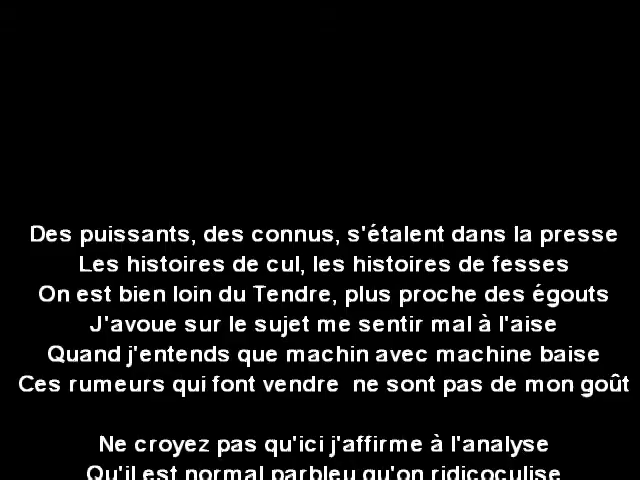 Des puissants, des connus, s'étalent dans la presse
Les histoires de cul, les histoires de fesses
On est bien loin du Tendre, plus proche des égouts
J'avoue sur le sujet me sentir mal à l'aise
Quand j'entends que machin avec machine baise
Ces rumeurs qui font vendre  ne sont pas de mon goût
Ne croyez pas qu'ici j'affirme à l'analyse
Qu'il est normal parbleu qu'on ridicoculise